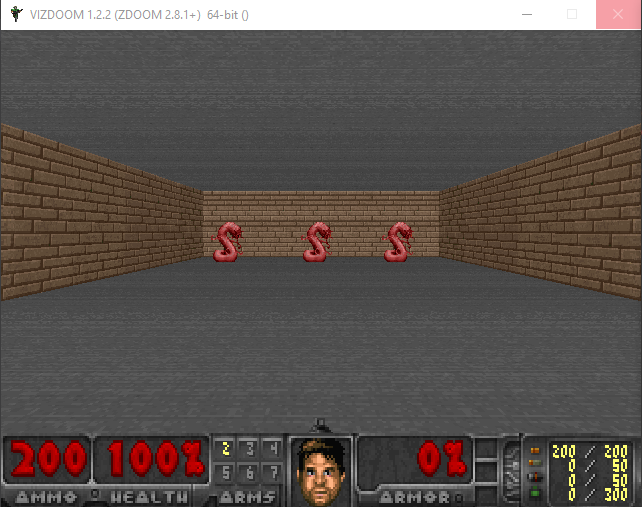 VIZDOOM 1.2.2 (ZDOOM 2.8.1+) 64-bit ()
200 100% 2 3 4 0% 200 / 200
5 6 7 0 / 50
0 / 50
AMMO HEALTH ARMS ARMOR 0 / 300